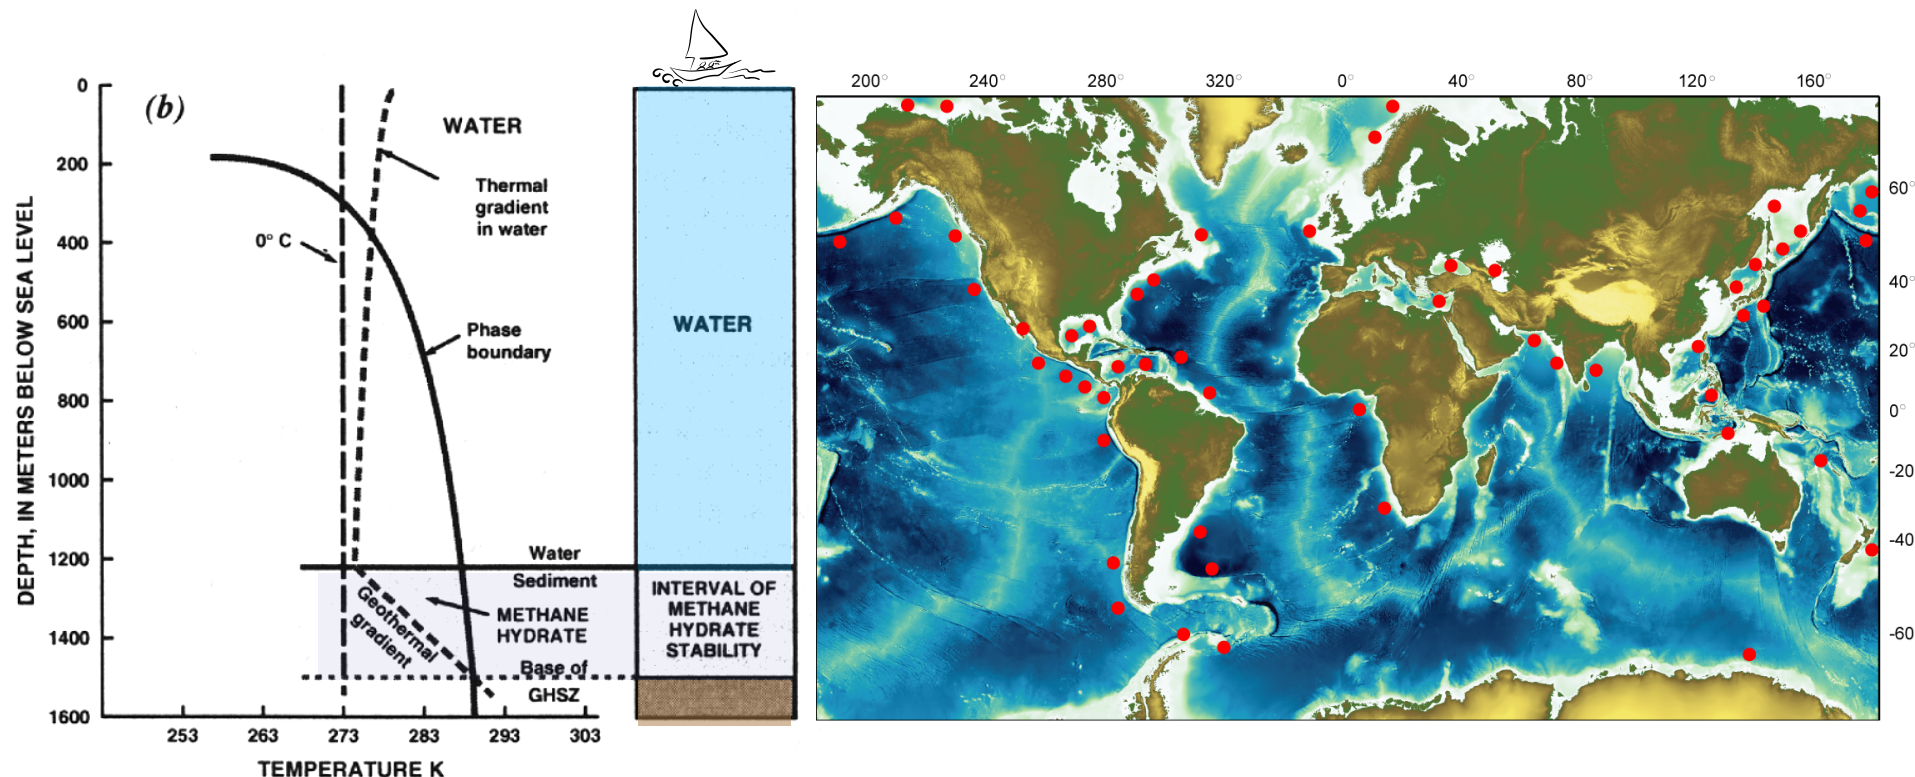 (b)
0
200
400
600
800
1000
1200
1400
1600
DEPTH, IN METERS BELOW SEA LEVEL
253 263 273 283 293 303
TEMPERATURE K
WATER
Thermal
gradient
in water
0° C
Phase
boundary
Water
Sediment
METHANE
HYDRATE
Geothermal
gradient
Base of
GHSZ
WATER
INTERVAL OF
METHANE
HYDRATE
STABILITY
200° 240° 280° 320° 0° 40° 80° 120° 160°
60°
40°
20°
0°
-20
-40
-60